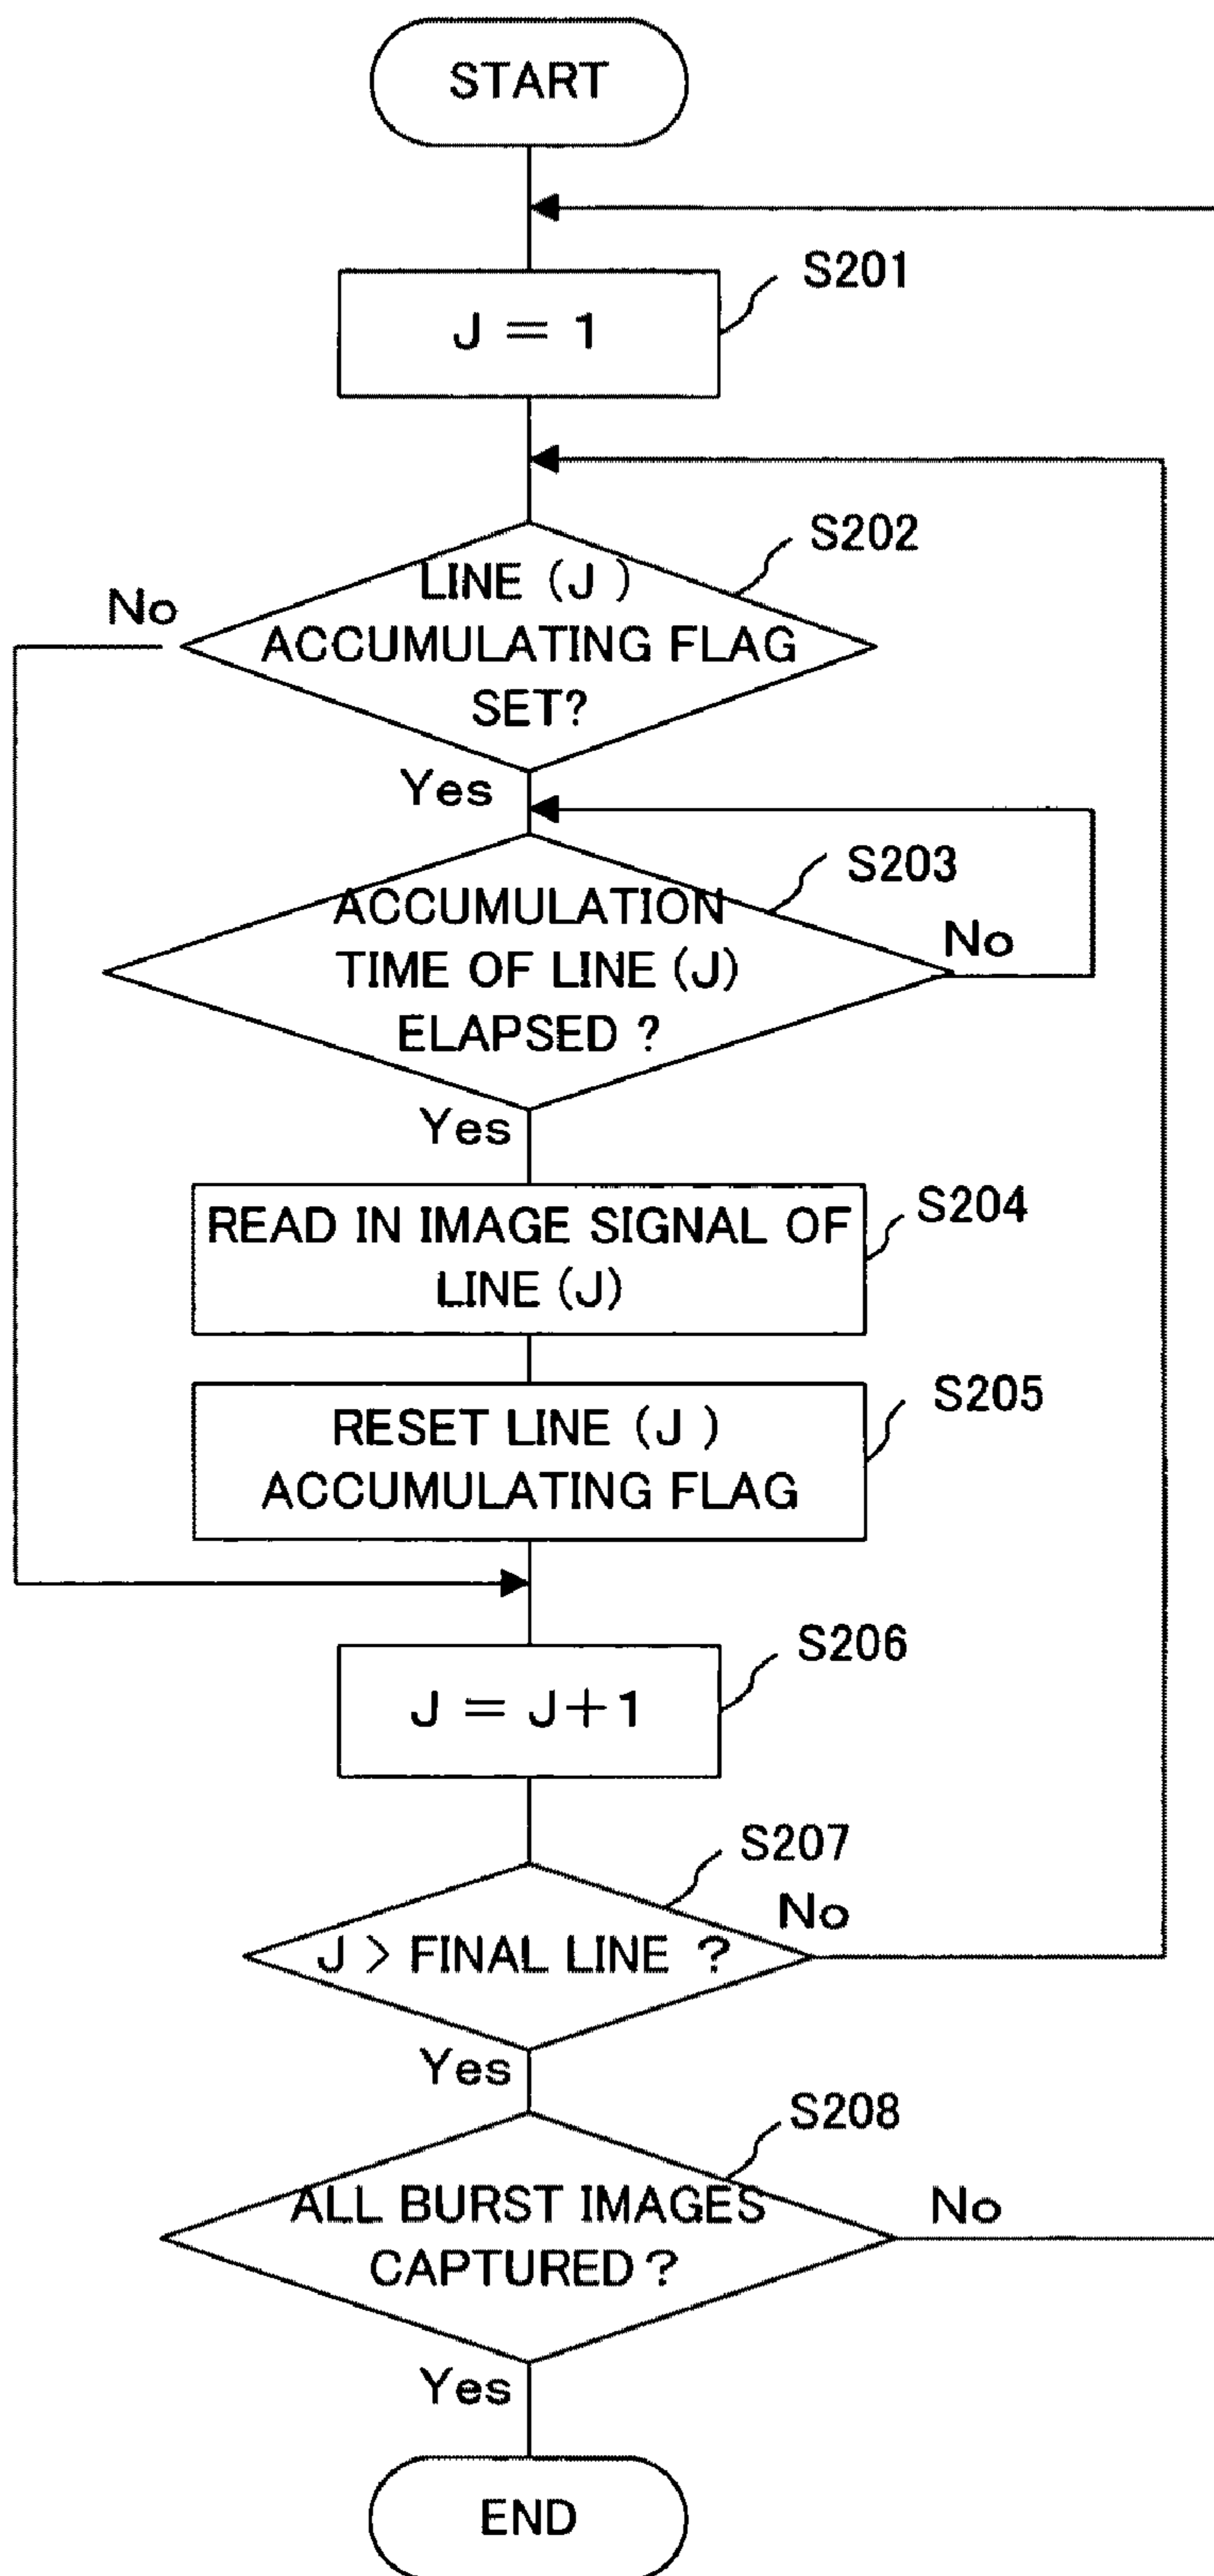 START
S201
J = 1
S202
LINE (J )
No
ACCUMULATING FLAG
SET?
Yes
S203
ACCUMULATION
No
TIME OF LINE (J)
ELAPSED ?
Yes
S204
READ IN IMAGE SIGNAL OF
LINE (J)
S205
RESET LINE (J )
ACCUMULATING FLAG
S206
J = J+1
S207
No
J > FINAL LINE ?
Yes
S208
ALL BURST IMAGES
No
CAPTURED ?
Yes
END